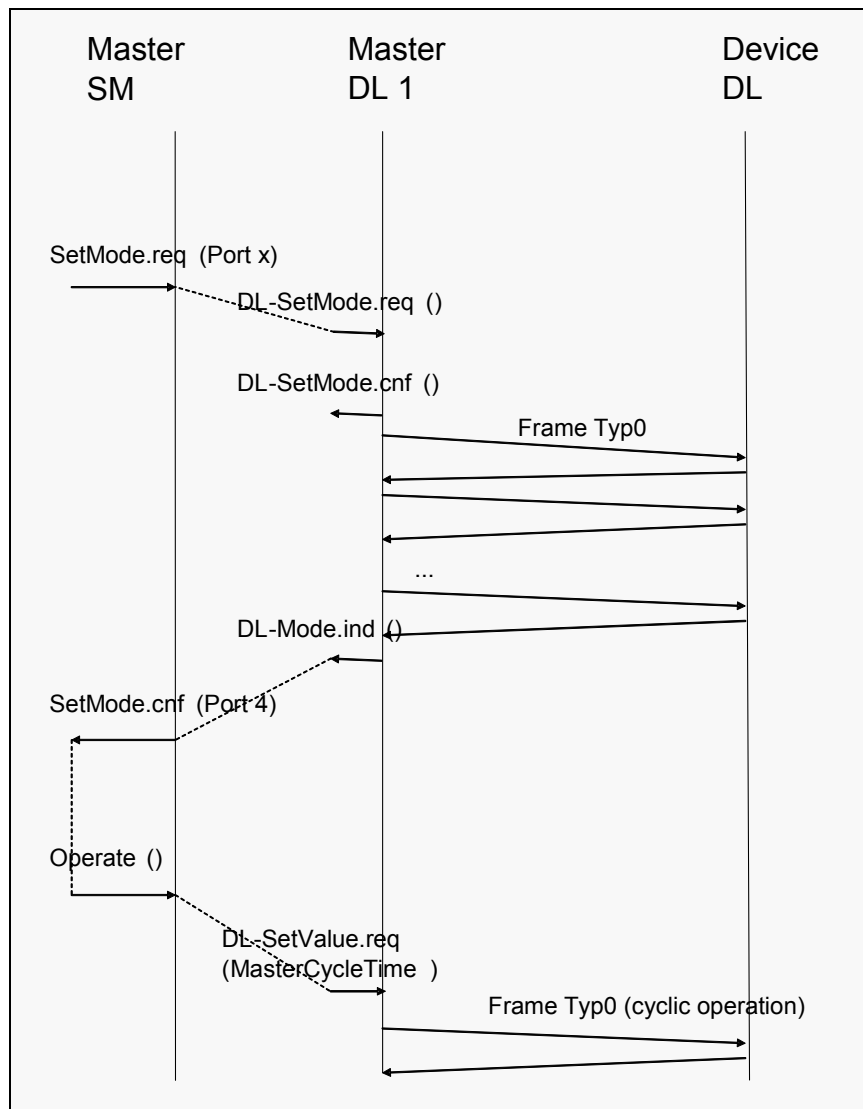 Master
SM
Master
DL 1
Device
DL
SetMode.req (Port x)
DL-SetMode.req ()
DL-SetMode.cnf ()
Frame Typ0
...
DL-Mode.ind ()
SetMode.cnf (Port 4)
Operate ()
DL-SetValue.req
(MasterCycleTime )
Frame Typ0 (cyclic operation)